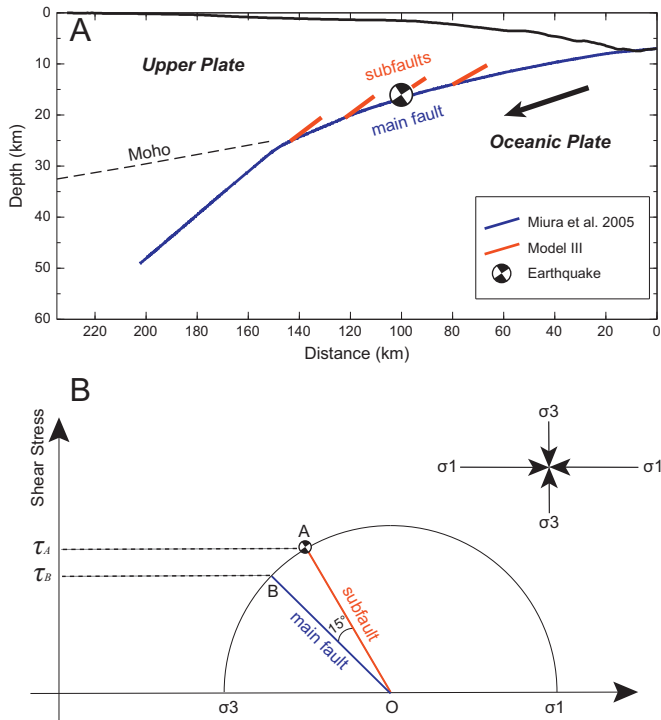 A
Upper Plate
subfaults
main fault
Oceanic Plate
Moho
Depth (km)
0
10
20
30
40
50
60
Miura et al. 2005
Model III
Earthquake
220 200 180 160 140 120 100 80 60 40 20 0
Distance (km)
B
Shear Stress
σ3
σ1 σ1
σ3
A
τA
τB
B
15°
subfault
main fault
σ3 O σ1